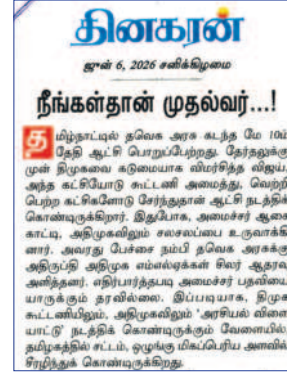 தினகரன்
ஜுன் 6, 2026 சனிக்கிழமை
நீங்கள்தான் முதல்வர்...!
தமிழ்நாட்டில் தவெக அரசு கடந்த மே 10ம்
தேதி ஆட்சி பொறுப்பேற்றது. தேர்தலுக்கு
முன் திமுகவை கடுமையாக விமர்சித்த விஜய்,
அந்த கட்சியோடு கூட்டணி அமைத்து, வெற்றி
பெற்ற கட்சிகளோடு சேர்ந்துதான் ஆட்சி நடத்திக்
கொண்டிருக்கிறார். இதுபோக, அமைச்சர் ஆசை
காட்டி, அதிமுகவிலும் சலசலப்பை உருவாக்கி
னார். அவரது பேச்சை நம்பி தவெக அரசுக்கு
அதிருப்தி அதிமுக எம்எல்ஏக்கள் சிலர் ஆதரவு
அளித்தனர். எதிர்பார்த்தபடி அமைச்சர் பதவியை
யாருக்கும் தரவில்லை. இப்படியாக, திமுக
கூட்டணியிலும், அதிமுகவிலும் 'அரசியல் விளை
யாட்டு' நடத்திக் கொண்டிருக்கும் வேளையில்,
தமிழகத்தில் சட்டம், ஒழுங்கு மிகப்பெரிய அளவில்
சீரழிந்துக் கொண்டிருக்கிறது.